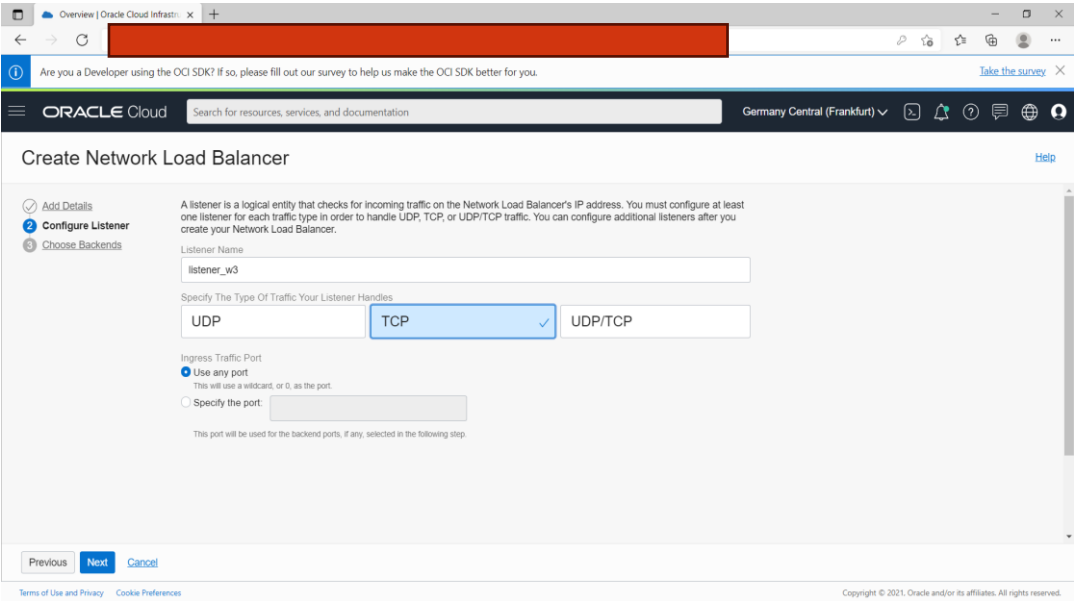 Overview | Oracle Cloud Infrastru
Are you a Developer using the OCI SDK? If so, please fill out our survey to help us make the OCI SDK better for you.
Take the survey
ORACLE Cloud
Search for resources, services, and documentation
Germany Central (Frankfurt)
Create Network Load Balancer
Help
Add Details
2 Configure Listener
3 Choose Backends
A listener is a logical entity that checks for incoming traffic on the Network Load Balancer's IP address. You must configure at least
one listener for each traffic type in order to handle UDP, TCP, or UDP/TCP traffic. You can configure additional listeners after you
create your Network Load Balancer.
Listener Name
listener_w3
Specify The Type Of Traffic Your Listener Handles
UDP
TCP
UDP/TCP
Ingress Traffic Port
Use any port
This will use a wildcard, or 0, as the port.
Specify the port:
This port will be used for the backend ports, if any, selected in the following step.
Previous
Next
Cancel
Terms of Use and Privacy
Cookie Preferences
Copyright © 2021, Oracle and/or its affiliates. All rights reserved.